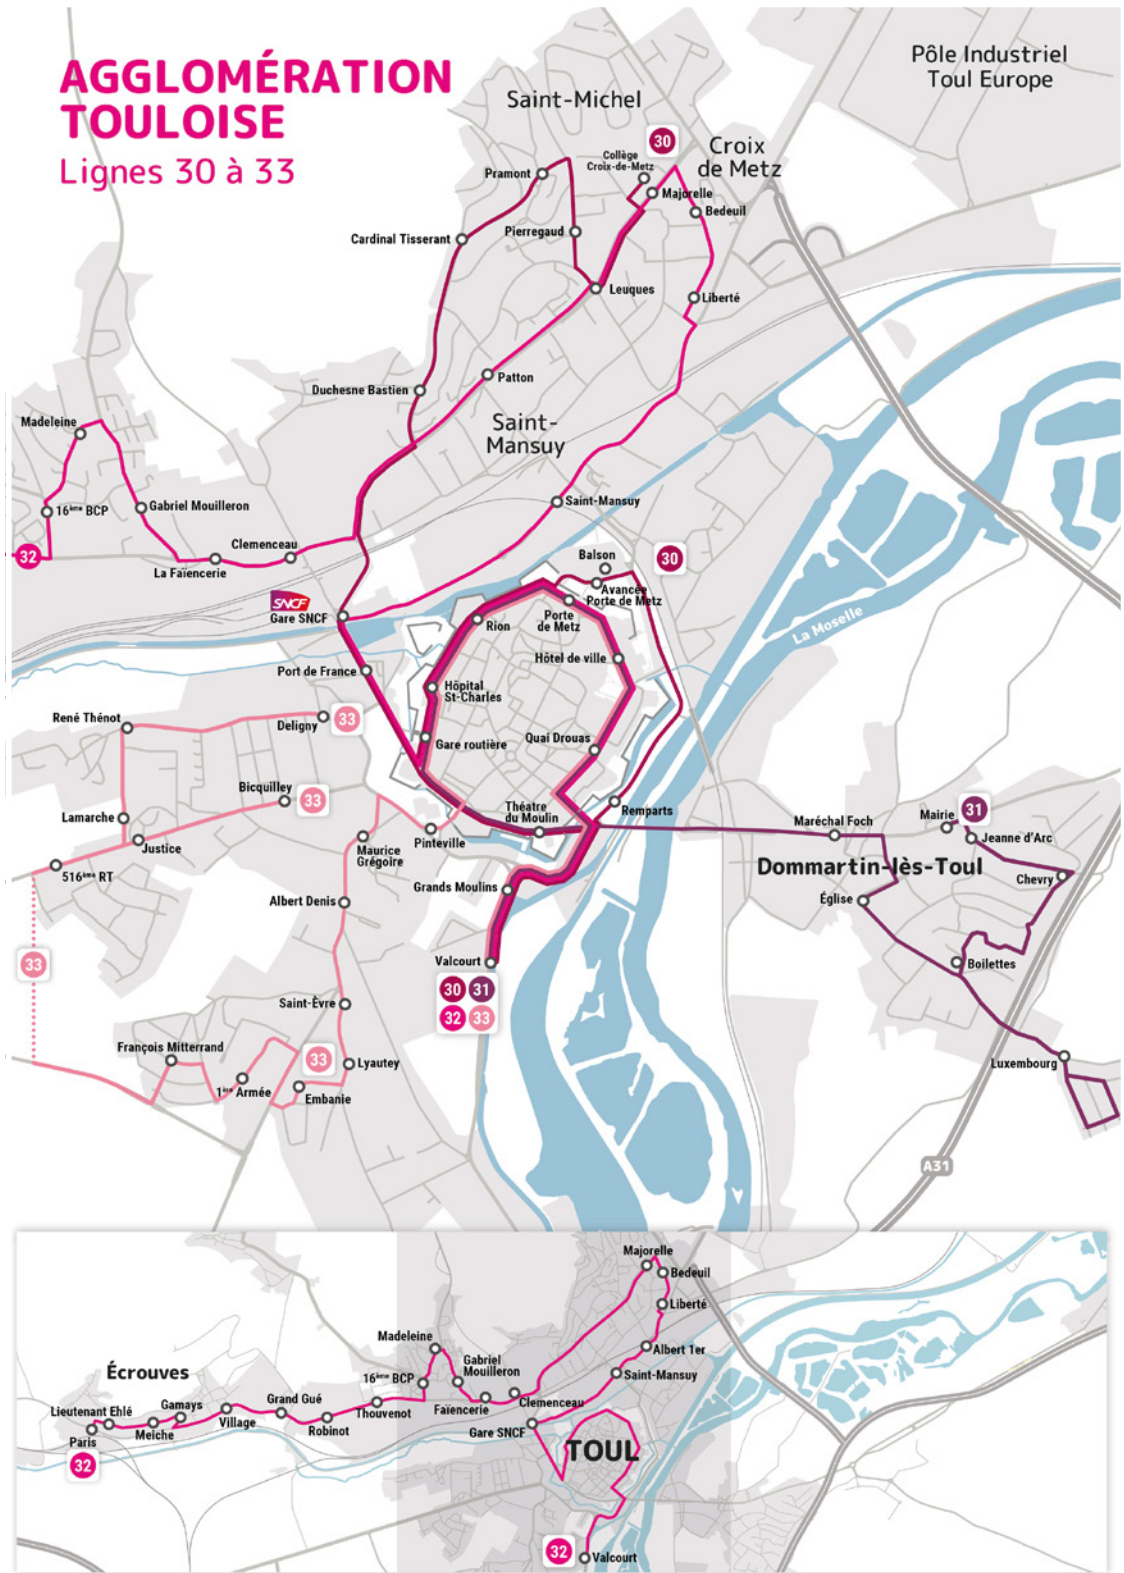 AGGLOMÉRATION
TOULOISE
Lignes 30 à 33
Pôle Industriel
Toul Europe
Saint-Michel
30
Croix
de Metz
Collège
Croix-de-Metz
Pramont
Majorelle
Bedeuil
Cardinal Tisserant
Pierregaud
Leuques
Liberté
Patton
Duchesne Bastien
Saint-
Mansuy
Madeleine
16ème BCP
Gabriel Mouilleron
Saint-Mansuy
Clemenceau
32
La Faïencerie
Balson
30
Avancée
Porte de Metz
SNCF
Gare SNCF
Rion
Porte
de Metz
La Moselle
Hôtel de ville
Port de France
Hôpital
St-Charles
René Thénot
Deligny
33
Gare routière
Quai Drouas
Bicquilley
33
Lamarche
Théatre
du Moulin
Remparts
Maréchal Foch
Mairie
31
Jeanne d'Arc
Justice
Maurice
Grégoire
Pinteville
Dommartin-lès-Toul
516ème RT
Chevry
Grands Moulins
Albert Denis
Église
33
Valcourt
Boilettes
30
31
32
33
Saint-Èvre
François Mitterrand
33
Lyautey
Luxembourg
1ère Armée
Embanie
A31
Majorelle
Bedeuil
Liberté
Madeleine
Albert 1er
Écrouves
Gabriel
Mouilleron
16ème BCP
Saint-Mansuy
Lieutenant Ehlé
Gamays
Grand Gué
Thouvenot
Faïencerie
Clemenceau
Paris
Meiche
Village
Robinot
Gare SNCF
TOUL
32
32
Valcourt